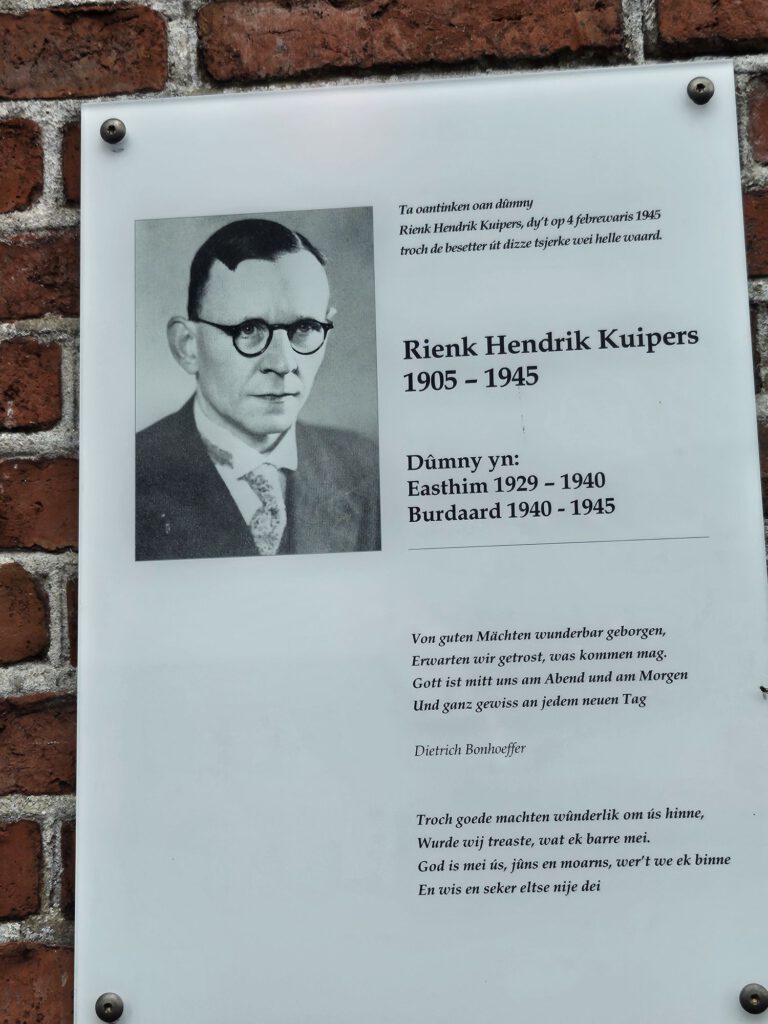 Ta oantinken oan dûmny
Rienk Hendrik Kuipers, dy't op 4 febrewaris 1945
troch de besetter út dizze tsjerke wei helle waard.
Rienk Hendrik Kuipers
1905 – 1945
Dûmny yn:
Easthim 1929 – 1940
Burdaard 1940 - 1945
Von guten Mächten wunderbar geborgen,
Erwarten wir getrost, was kommen mag.
Gott ist mitt uns am Abend und am Morgen
Und ganz gewiss an jedem neuen Tag
Dietrich Bonhoeffer
Troch goede machten wûnderlik om ús hinne,
Wurde wij treaste, wat ek barre mei.
God is mei ús, jûns en moarns, wer't we ek binne
En wis en seker eltse nije dei